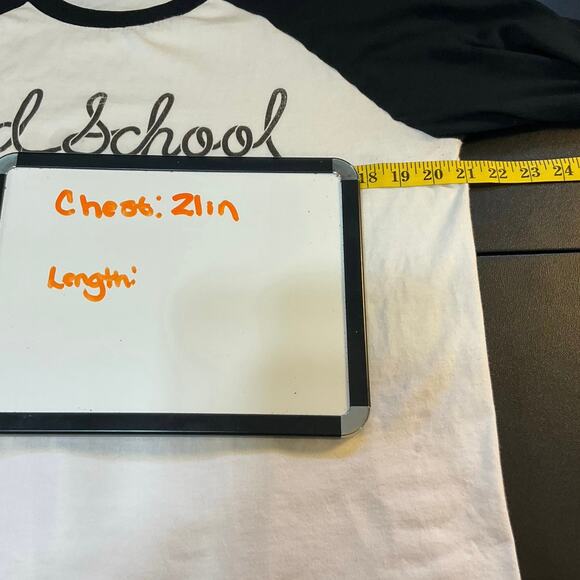 d School
18 19 20 21 22 23 24
Chest: 21in
Length: